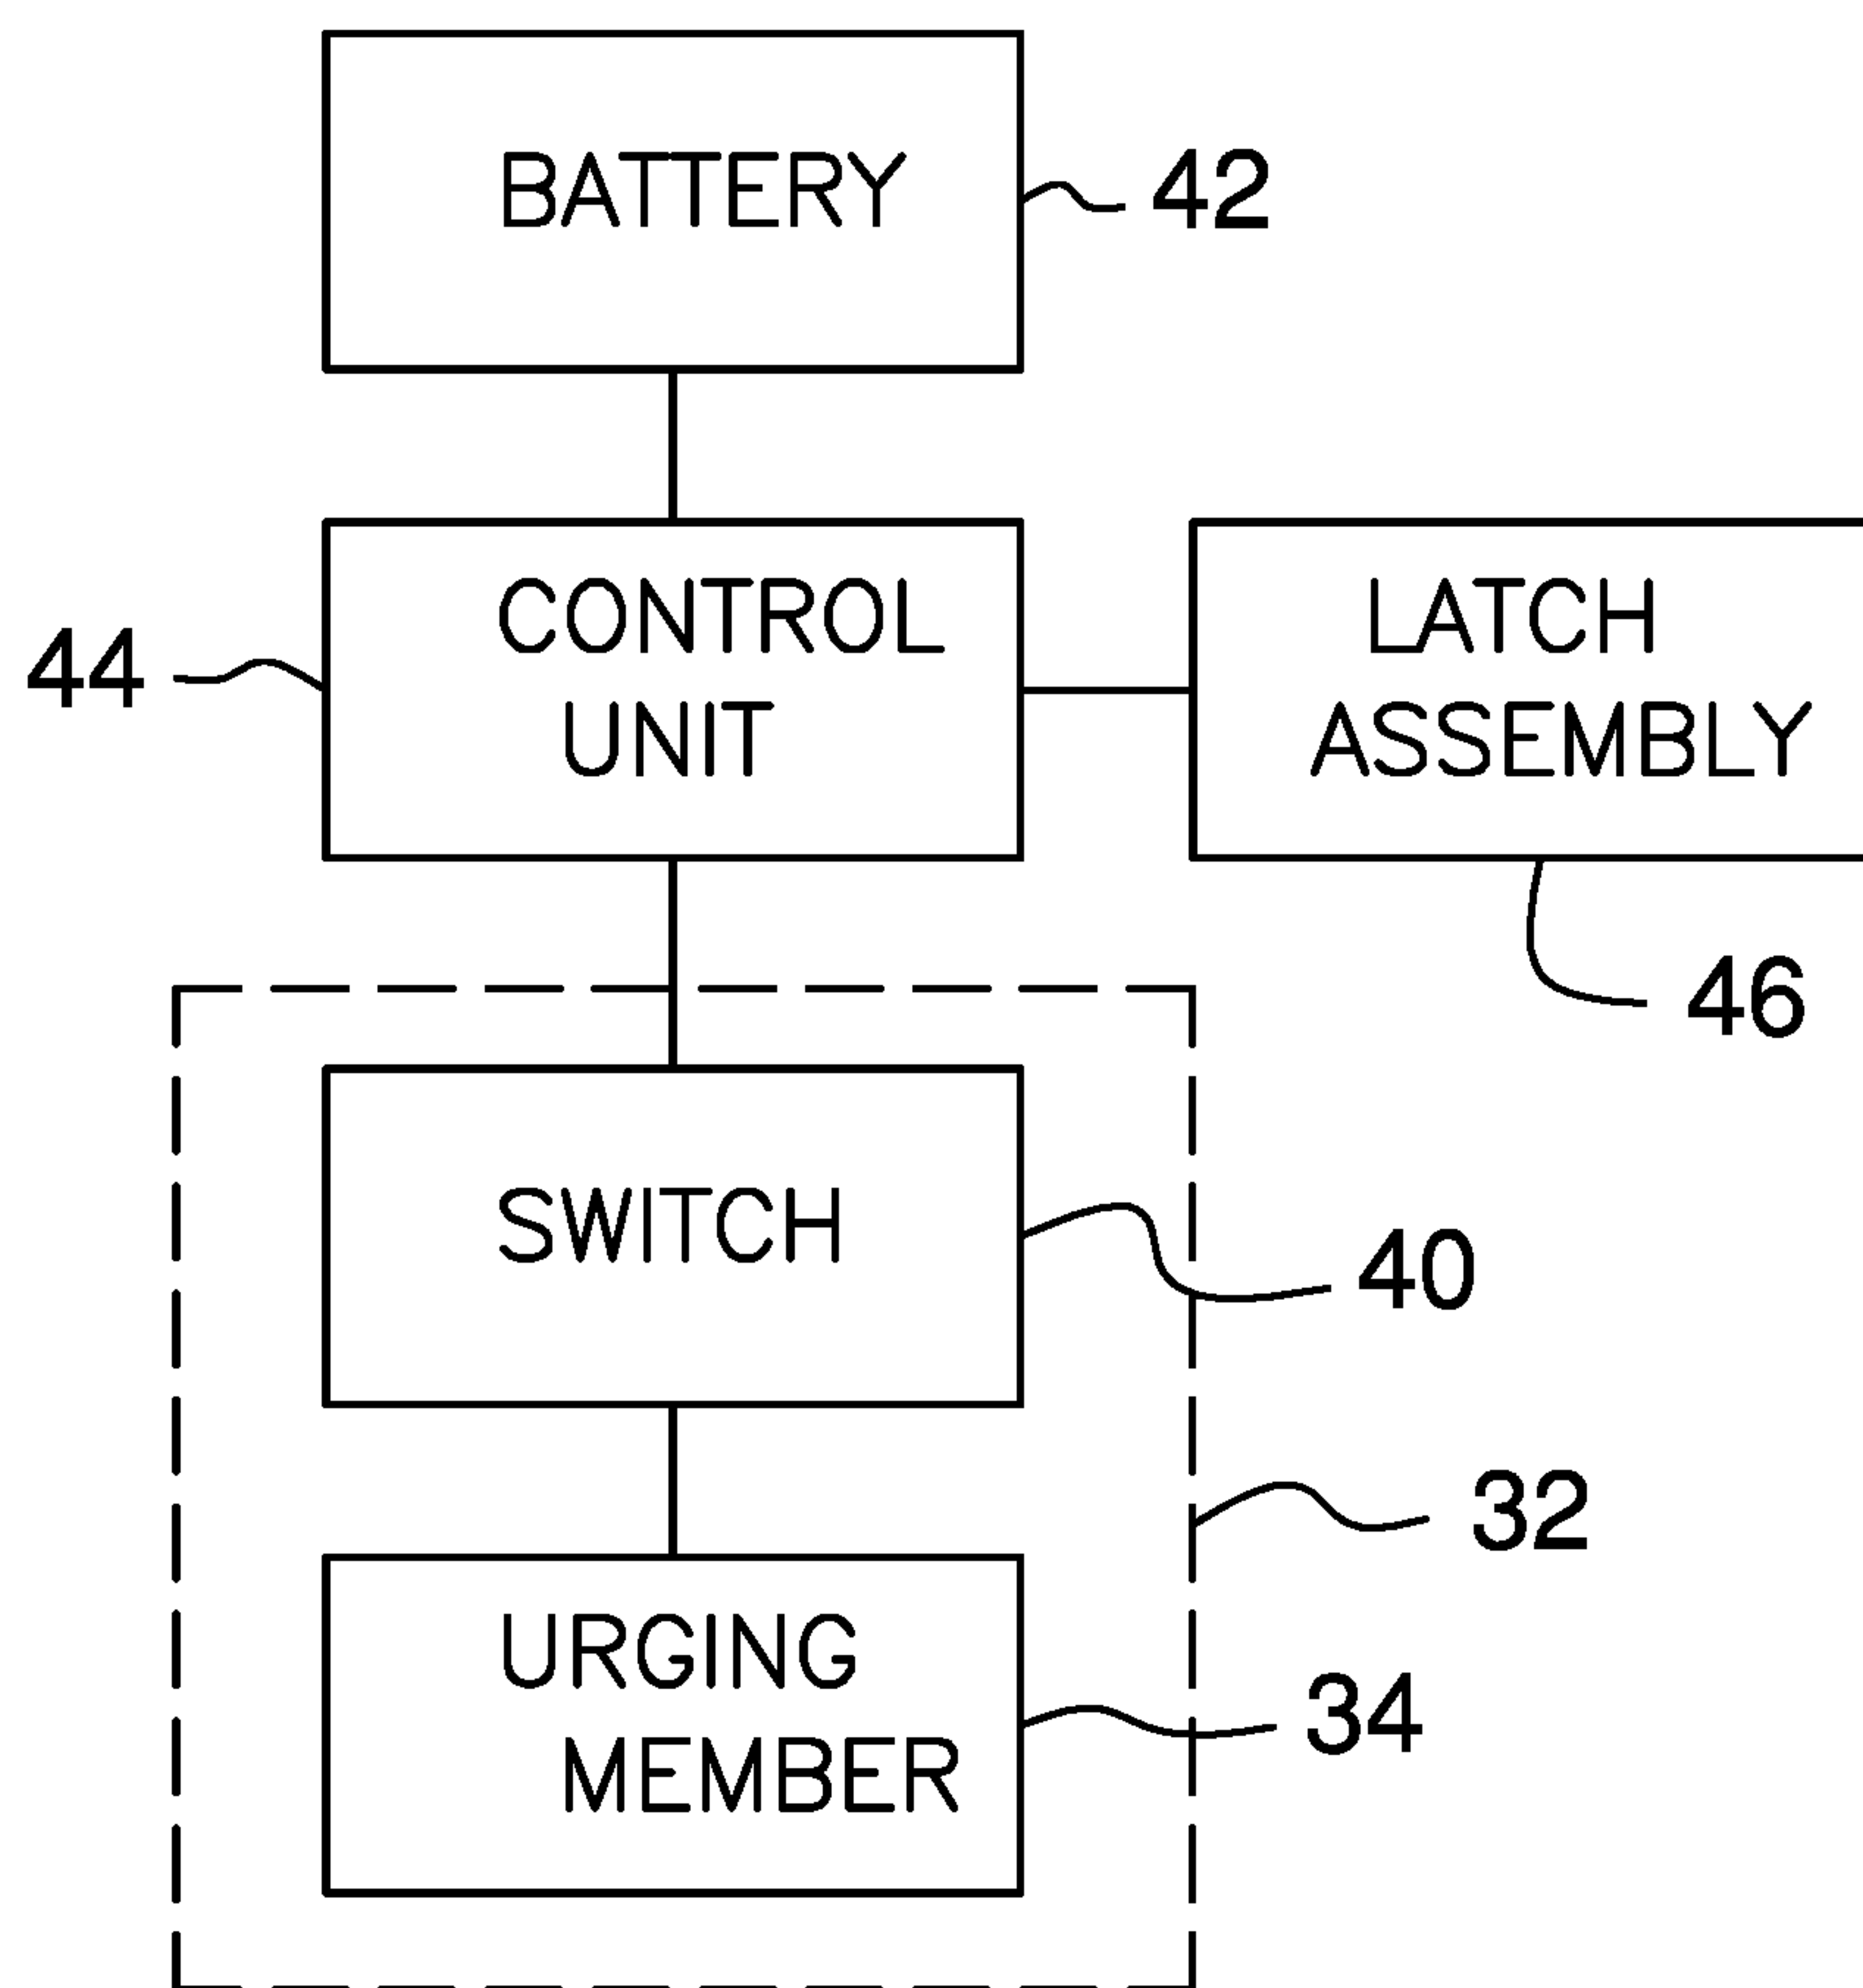 BATTERY
42
CONTROL
UNIT
44
LATCH
ASSEMBLY
46
SWITCH
40
32
URGING
MEMBER
34